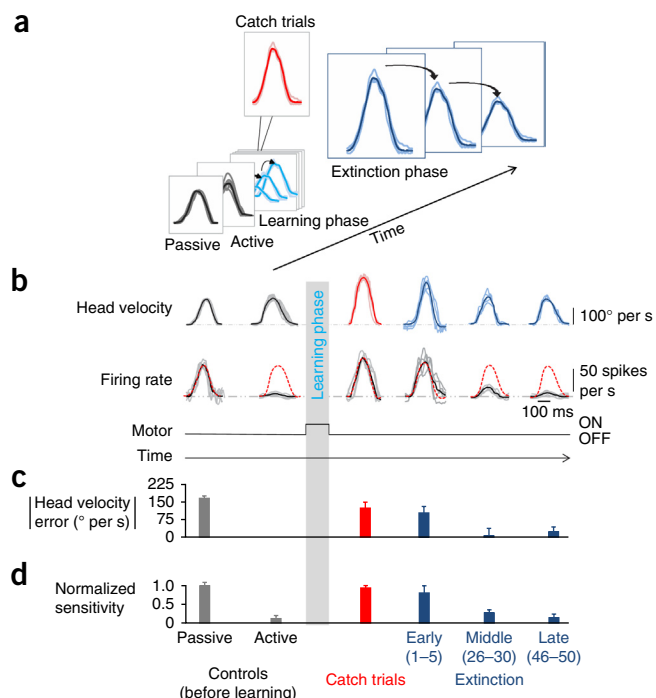 a
Catch trials
Extinction phase
Learning phase
Passive
Active
Time
b
Head velocity
100° per s
Learning phase
Firing rate
50 spikes
per s
100 ms
Motor
ON
OFF
Time
c
Head velocity
error (° per s)
225
150
75
0
d
Normalized
sensitivity
1.0
0.5
0
Passive
Active
Early
(1–5)
Middle
(26–30)
Late
(46–50)
Controls
(before learning)
Catch trials
Extinction